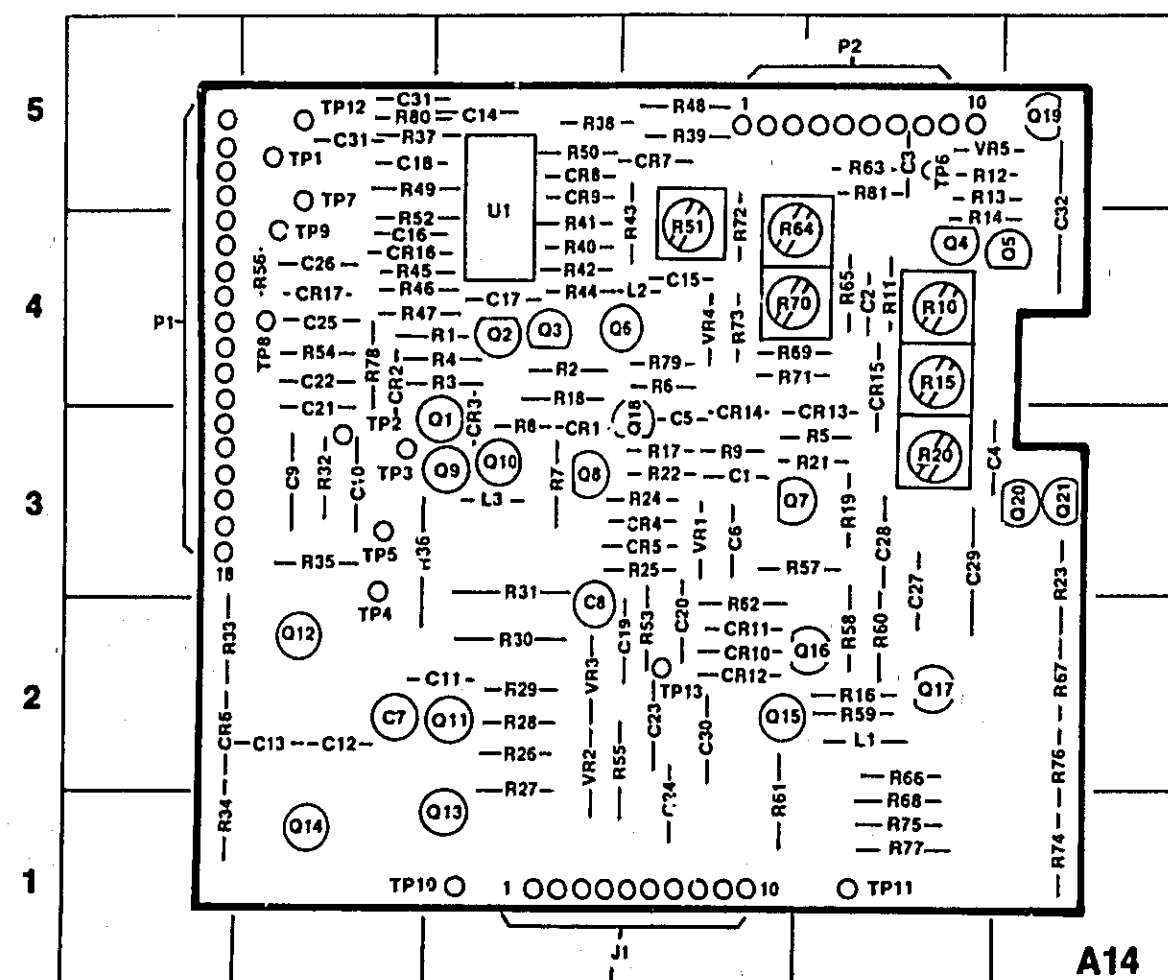 P2
5
TP12
C31
R80
C14
R48
1
10
Q19
C31
R37
R38
R39
TP1
C18
R50
CR7
R63
C3
TP6
VR5
CR8
R12
TP7
R49
U1
CR9
R43
R51
R72
R64
R81
R13
C32
R52
R41
R14
TP9
C16
R40
Q4
Q5
R56
C26
CR16
R45
R42
C15
R65
C2
R11
4
CR17
R46
R44
L2
R70
R10
P1
C17
VR4
R73
TP8
C25
R47
R1
Q2
Q3
Q6
R54
R78
CR2
R4
R79
R69
CR15
C22
R3
R2
R6
R71
R15
C21
R18
TP2
Q1
CR3
R8
CR1
Q18
C5
CR14
CR13
R5
R20
C4
C9
R32
C10
TP3
Q9
Q10
R7
Q8
R17
R9
R21
R22
C1
3
L3
R24
Q7
R19
Q20
Q21
TP5
R36
CR4
VR1
C6
C28
C29
CR5
18
R35
R25
R57
C27
R23
TP4
R31
C8
R62
R33
Q12
R30
C19
R53
C20
CR11
R58
R60
CR10
Q16
VR3
TP13
CR12
R67
2
C11
R29
R16
Q17
CR6
C7
Q11
R28
C23
C30
Q15
R59
C13
C12
R26
VR2
R55
L1
R76
R27
R66
R34
Q14
Q13
C24
R61
R68
R75
R77
R74
1
TP10
1
10
TP11
J1
A14